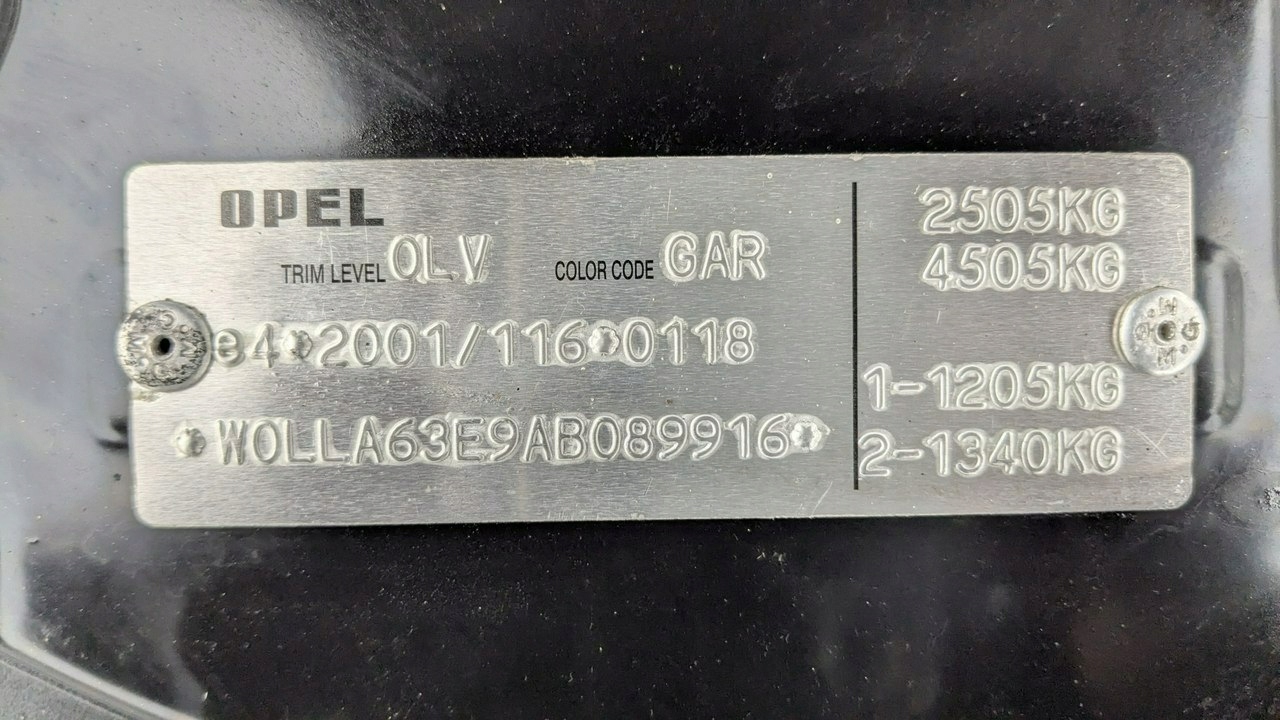 OPEL
TRIM LEVEL OLV COLOR CODE GAR
e4*2001/116*0118
*W0LLA63E9AB089916*
2505KG
4505KG
1-1205KG
2-1340KG